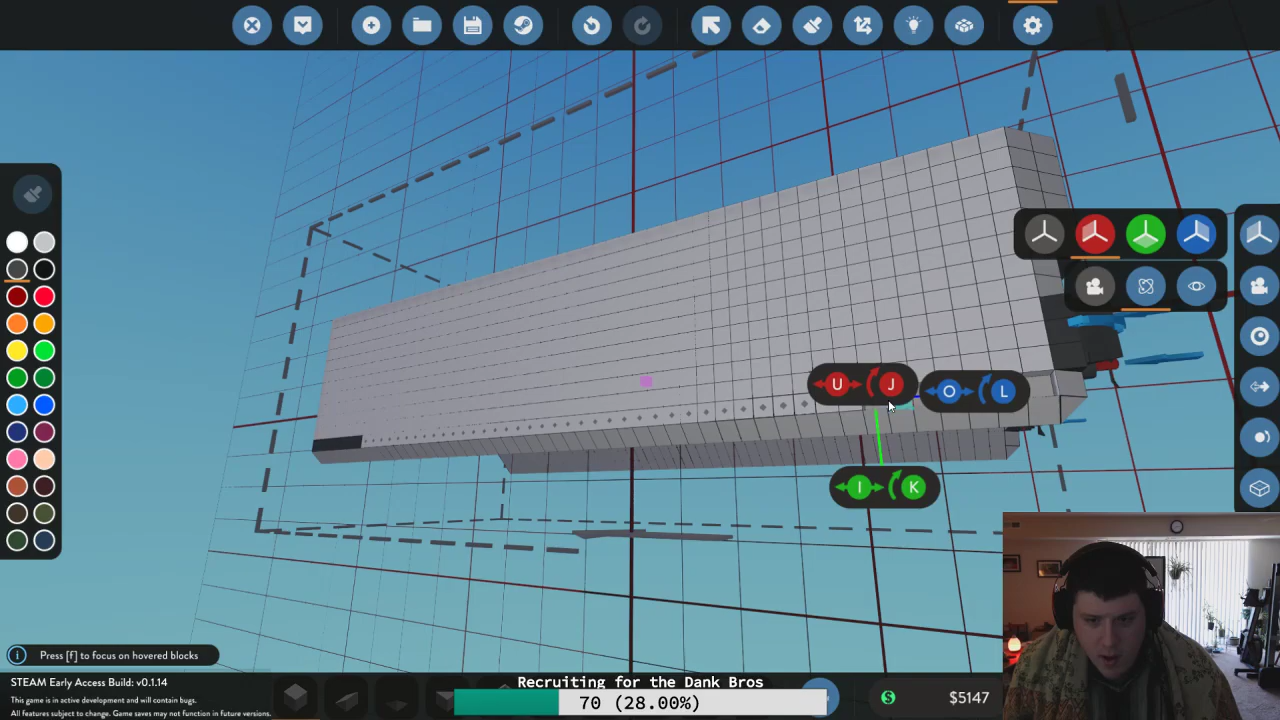 U J
O L
I K
Press [f] to focus on hovered blocks
STEAM Early Access Build: v0.1.14
This game is in active development and will contain bugs.
All features subject to change. Game saves may not function in future versions.
Recruiting for the Dank Bros
70 (28.00%)
$ $5147